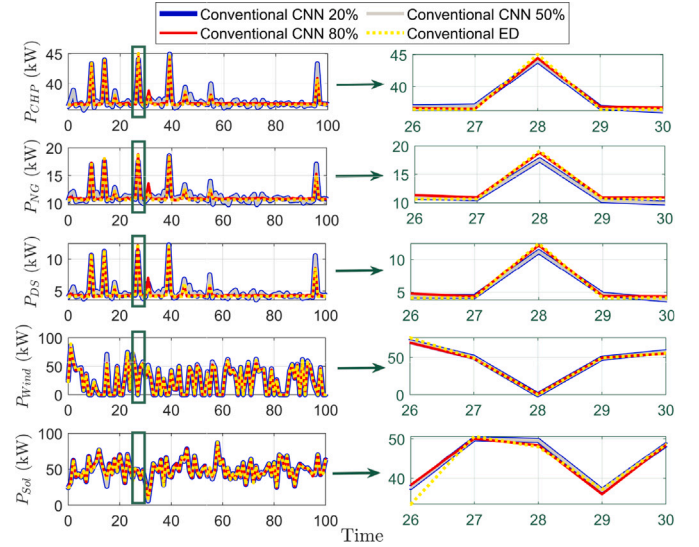 Conventional CNN 20% Conventional CNN 50%
Conventional CNN 80% Conventional ED
P_CHP (kW)
45
40
0 20 40 60 80 100
45
40
26 27 28 29 30
P_NG (kW)
20
15
10
0 20 40 60 80 100
20
15
10
26 27 28 29 30
P_DS (kW)
10
5
0 20 40 60 80 100
10
5
26 27 28 29 30
P_Wind (kW)
100
50
0
0 20 40 60 80 100
50
0
26 27 28 29 30
P_Sol (kW)
100
50
0
0 20 40 60 80 100
50
40
26 27 28 29 30
Time